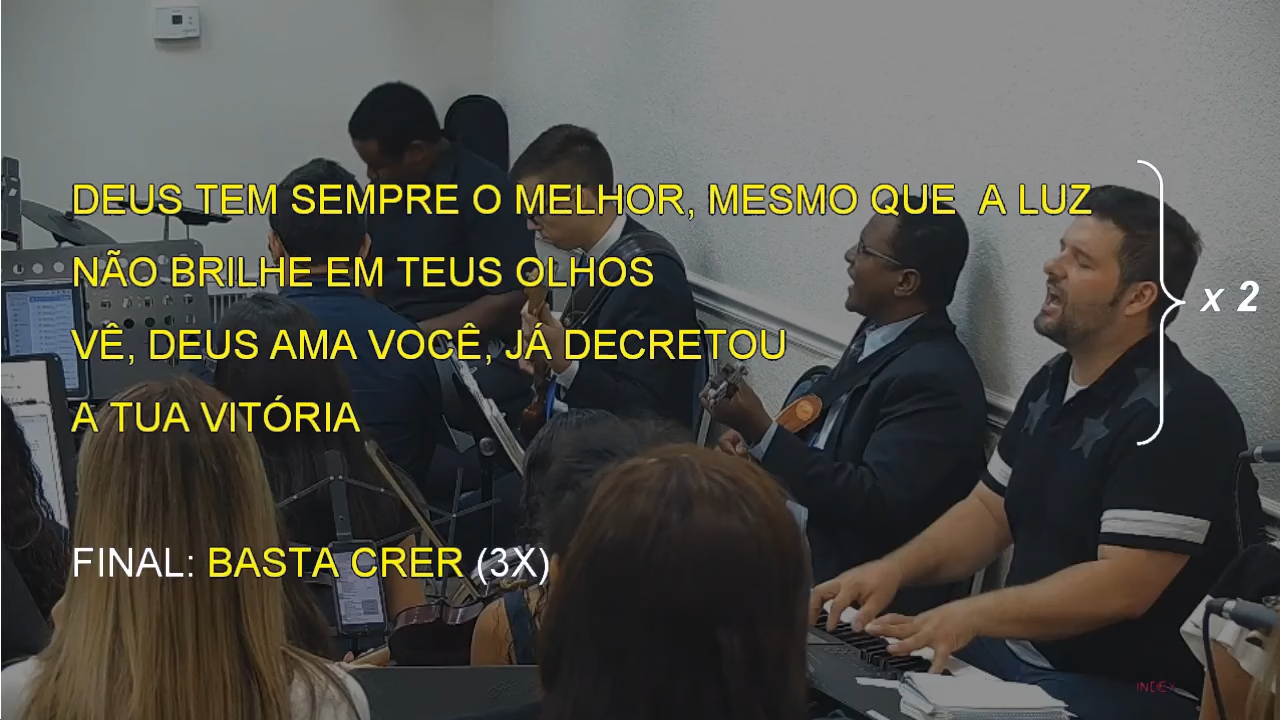 DEUS TEM SEMPRE O MELHOR, MESMO QUE A LUZ
NÃO BRILHE EM TEUS OLHOS
VÊ, DEUS AMA VOCÊ, JÁ DECRETOU
A TUA VITÓRIA
x 2
FINAL: BASTA CRER (3X)
INDEX